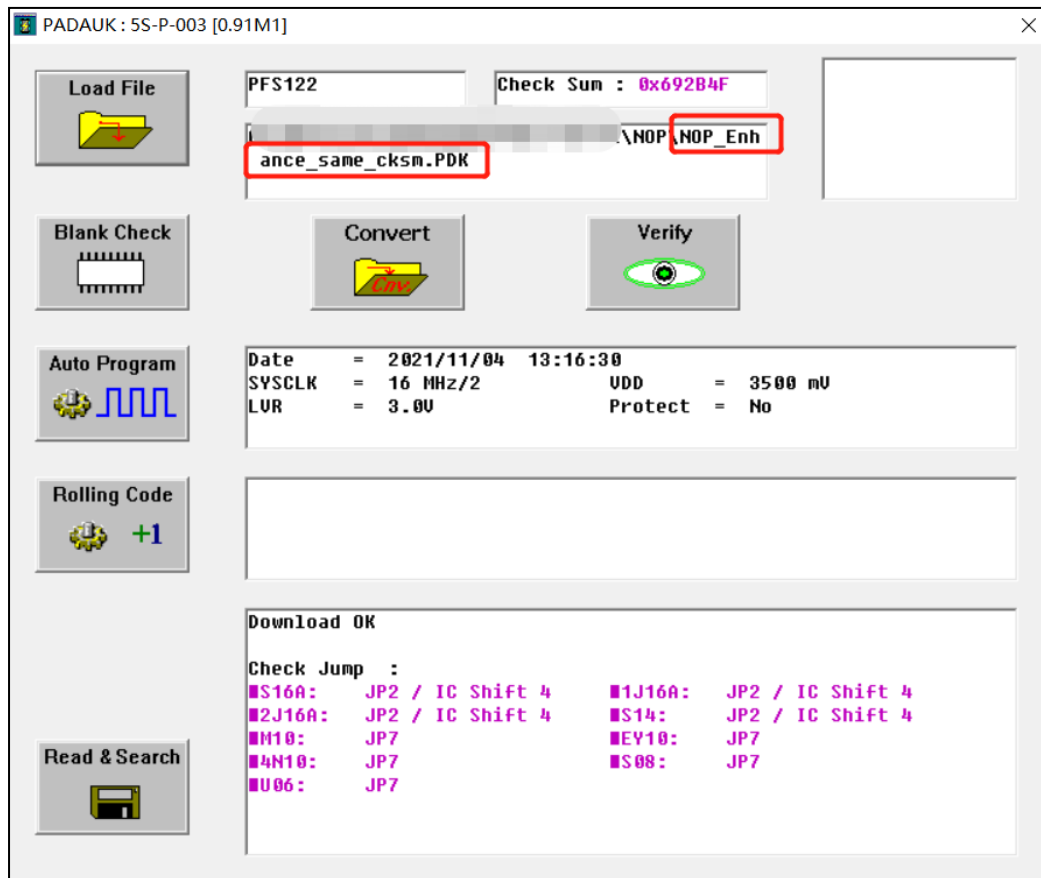 PADAUK : 5S-P-003 [0.91M1]
Load File
PFS122
Check Sum : 0x692B4F
:\NOP\NOP_Enh
ance_same_cksm.PDK
Blank Check
Convert
Cnv.
Verify
Auto Program
Date = 2021/11/04 13:16:30
SYSCLK = 16 MHz/2 VDD = 3500 mV
LVR = 3.0V Protect = No
Rolling Code
+1
Download OK
Check Jump :
■S16A: JP2 / IC Shift 4 ■1J16A: JP2 / IC Shift 4
■2J16A: JP2 / IC Shift 4 ■S14: JP2 / IC Shift 4
■M10: JP7 ■EY10: JP7
■4N10: JP7 ■S08: JP7
■U06: JP7
Read & Search